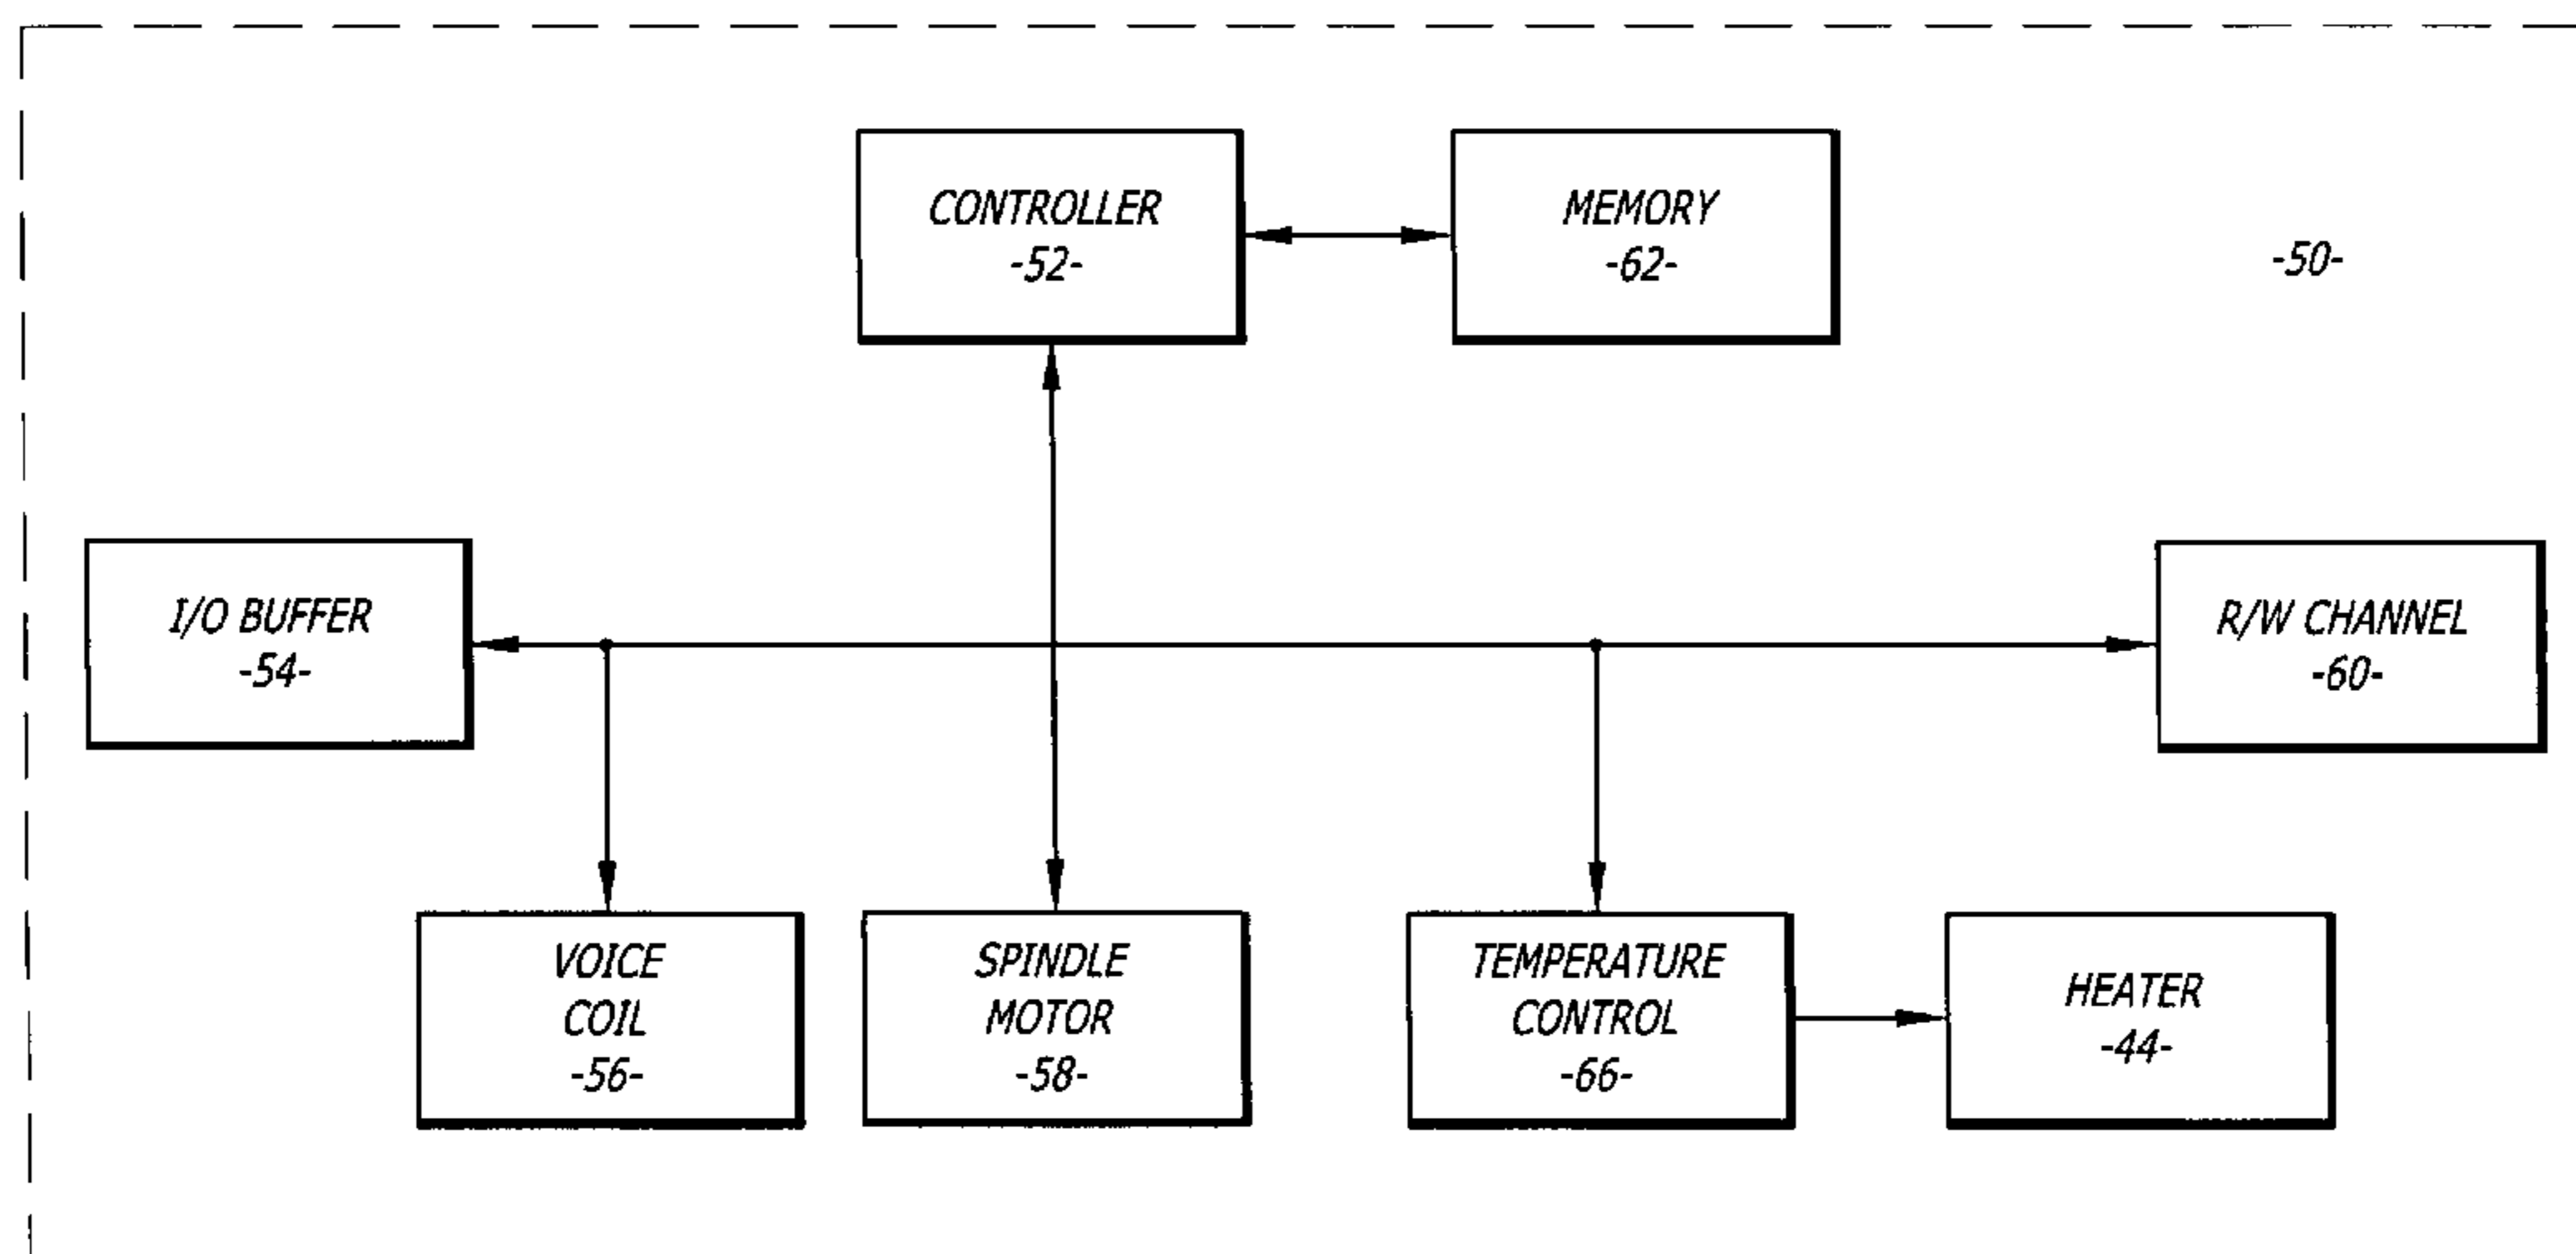 CONTROLLER
-52-
MEMORY
-62-
-50-
I/O BUFFER
-54-
R/W CHANNEL
-60-
VOICE
COIL
-56-
SPINDLE
MOTOR
-58-
TEMPERATURE
CONTROL
-66-
HEATER
-44-